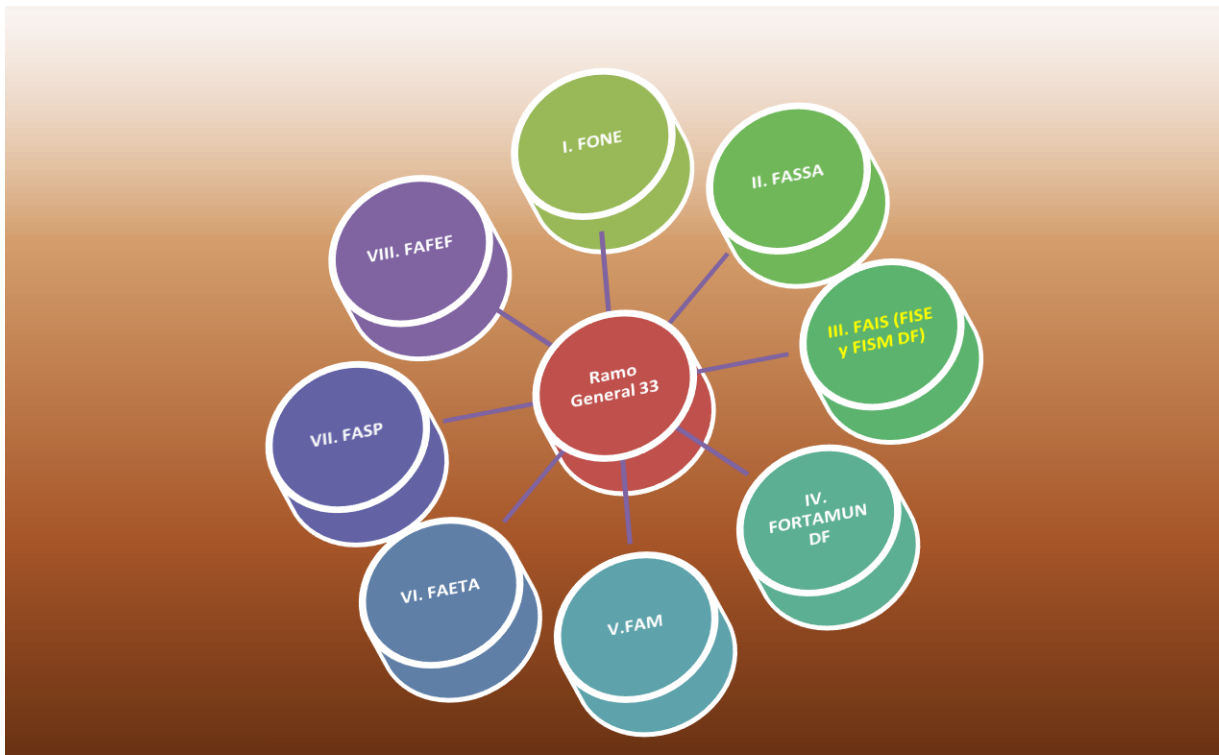 I. FONE
II. FASSA
III. FAIS (FISE
y FISM DF)
IV.
FORTAMUN
DF
V.FAM
VI. FAETA
VII. FASP
VIII. FAFEF
Ramo
General 33